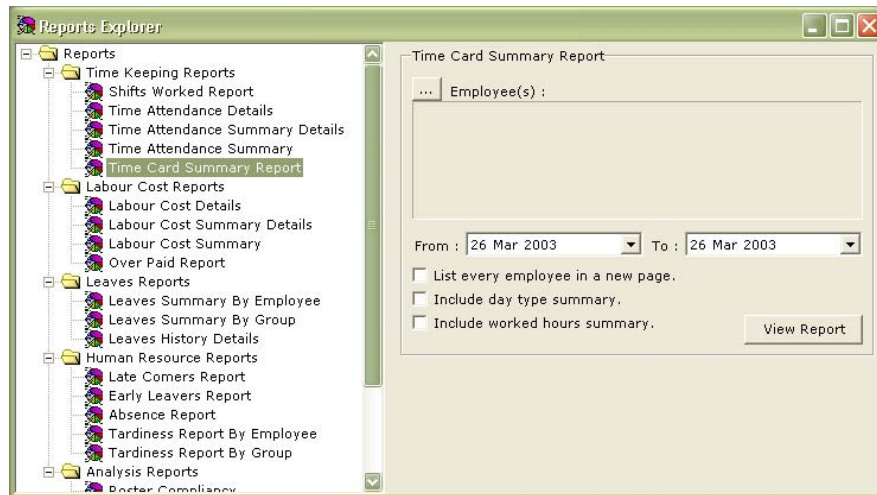 Reports Explorer
Reports
Time Keeping Reports
Shifts Worked Report
Time Attendance Details
Time Attendance Summary Details
Time Attendance Summary
Time Card Summary Report
Labour Cost Reports
Labour Cost Details
Labour Cost Summary Details
Labour Cost Summary
Over Paid Report
Leaves Reports
Leaves Summary By Employee
Leaves Summary By Group
Leaves History Details
Human Resource Reports
Late Comers Report
Early Leavers Report
Absence Report
Tardiness Report By Employee
Tardiness Report By Group
Analysis Reports
Roster Compliancy
Time Card Summary Report
... Employee(s) :
From : 26 Mar 2003 To : 26 Mar 2003
List every employee in a new page.
Include day type summary.
Include worked hours summary.
View Report